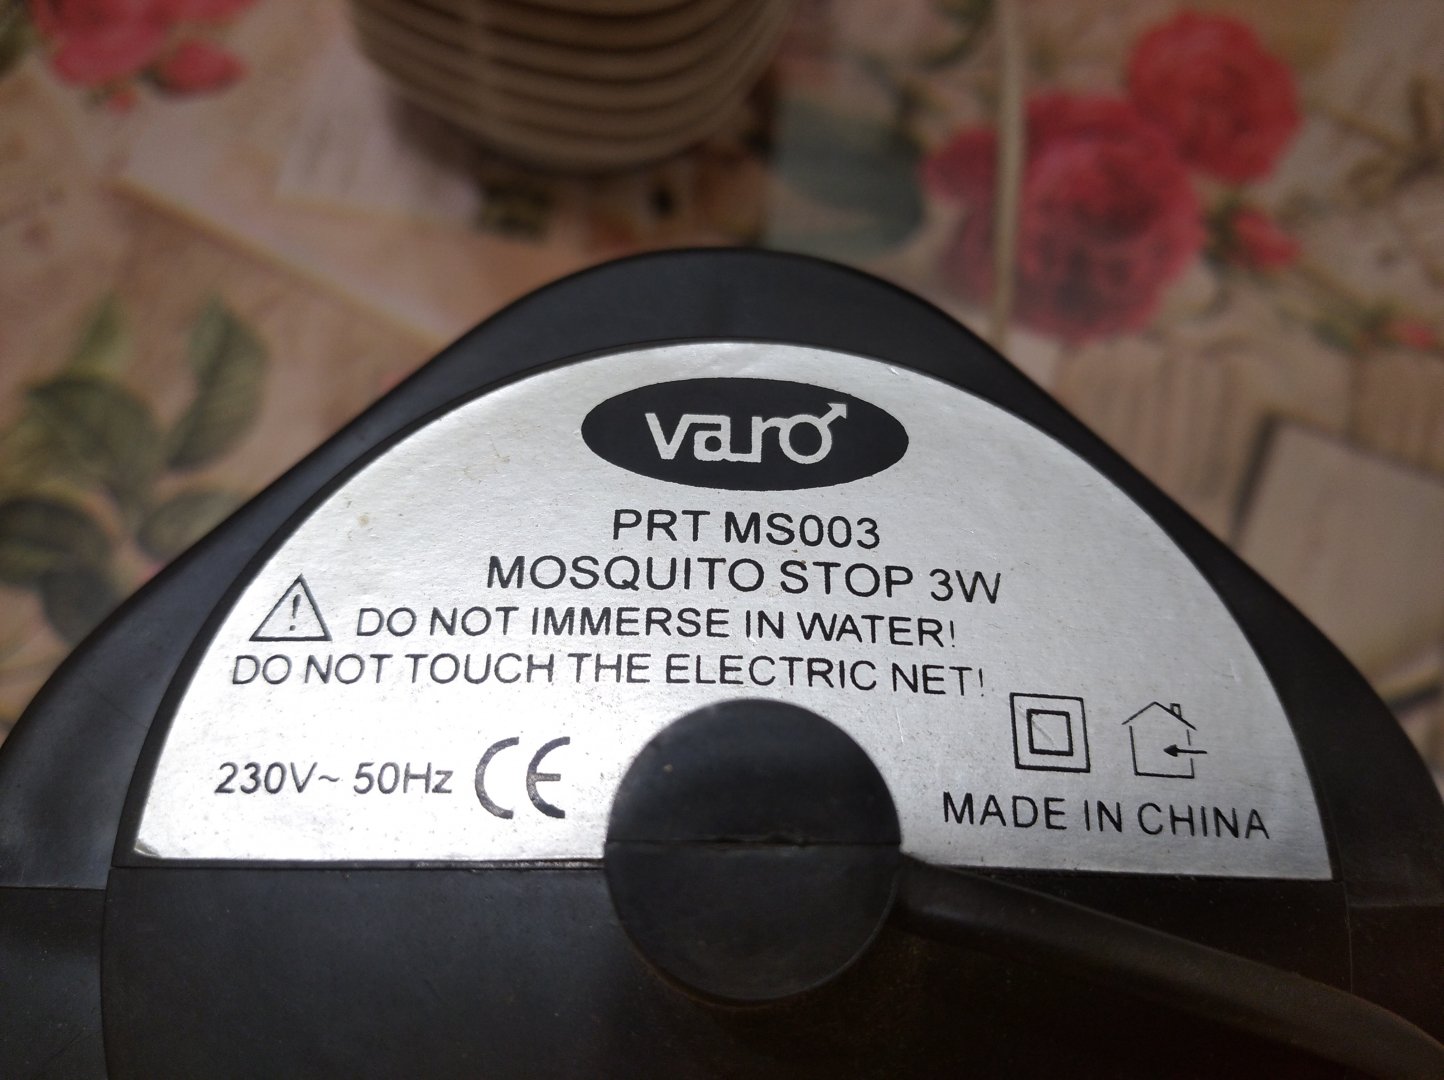 varo
PRT MS003
MOSQUITO STOP 3W
DO NOT IMMERSE IN WATER!
DO NOT TOUCH THE ELECTRIC NET!
230V~ 50Hz CE
MADE IN CHINA